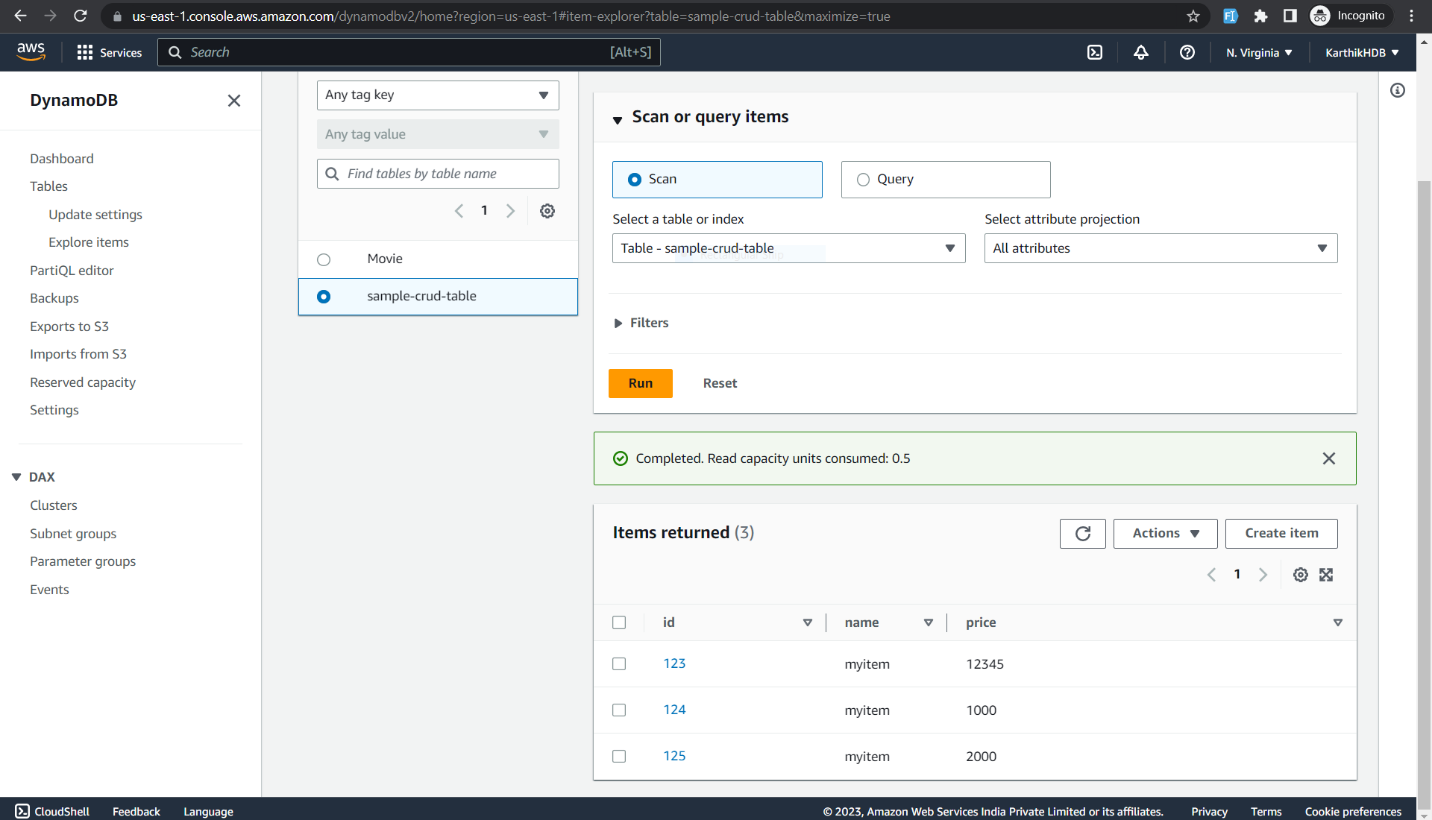 us-east-1.console.aws.amazon.com/dynamodbv2/home?region=us-east-1#item-explorer?table=sample-crud-table&maximize=true
Incognito
aws
Services
Search
[Alt+S]
N. Virginia
KarthikHDB
DynamoDB
Dashboard
Tables
Update settings
Explore items
PartiQL editor
Backups
Exports to S3
Imports from S3
Reserved capacity
Settings
DAX
Clusters
Subnet groups
Parameter groups
Events
Any tag key
Any tag value
Find tables by table name
1
Movie
sample-crud-table
Scan or query items
Scan
Query
Select a table or index
Select attribute projection
Table - sample-crud-table
All attributes
Filters
Run
Reset
Completed. Read capacity units consumed: 0.5
Items returned (3)
Actions
Create item
1
id name price
123 myitem 12345
124 myitem 1000
125 myitem 2000
CloudShell Feedback Language
© 2023, Amazon Web Services India Private Limited or its affiliates. Privacy Terms Cookie preferences